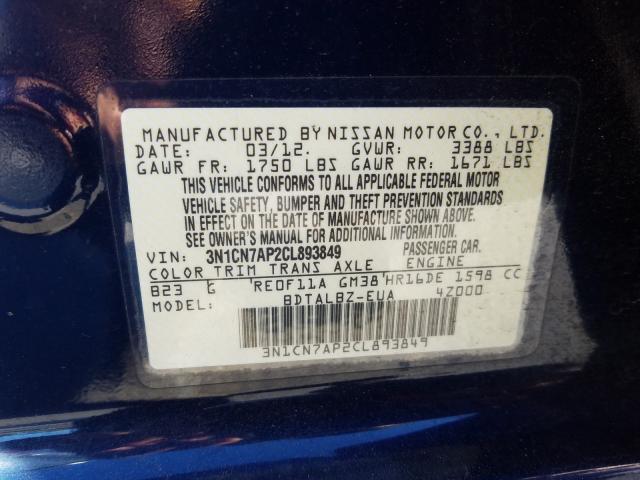 MANUFACTURED BY NISSAN MOTOR CO., LTD.
DATE: 03/12. GVWR: 3388 LBS
GAWR FR: 1750 LBS GAWR RR: 1671 LBS
THIS VEHICLE CONFORMS TO ALL APPLICABLE FEDERAL MOTOR
VEHICLE SAFETY, BUMPER AND THEFT PREVENTION STANDARDS
IN EFFECT ON THE DATE OF MANUFACTURE SHOWN ABOVE.
SEE OWNER'S MANUAL FOR ADDITIONAL INFORMATION
VIN: 3N1CN7AP2CL893849 PASSENGER CAR.
COLOR TRIM TRANS AXLE ENGINE
B23 G 'RE0F11A GM38'HR16DE 1598 CC
MODEL: BDTALBZ-EUA 4Z000
3N1CN7AP2CL893849